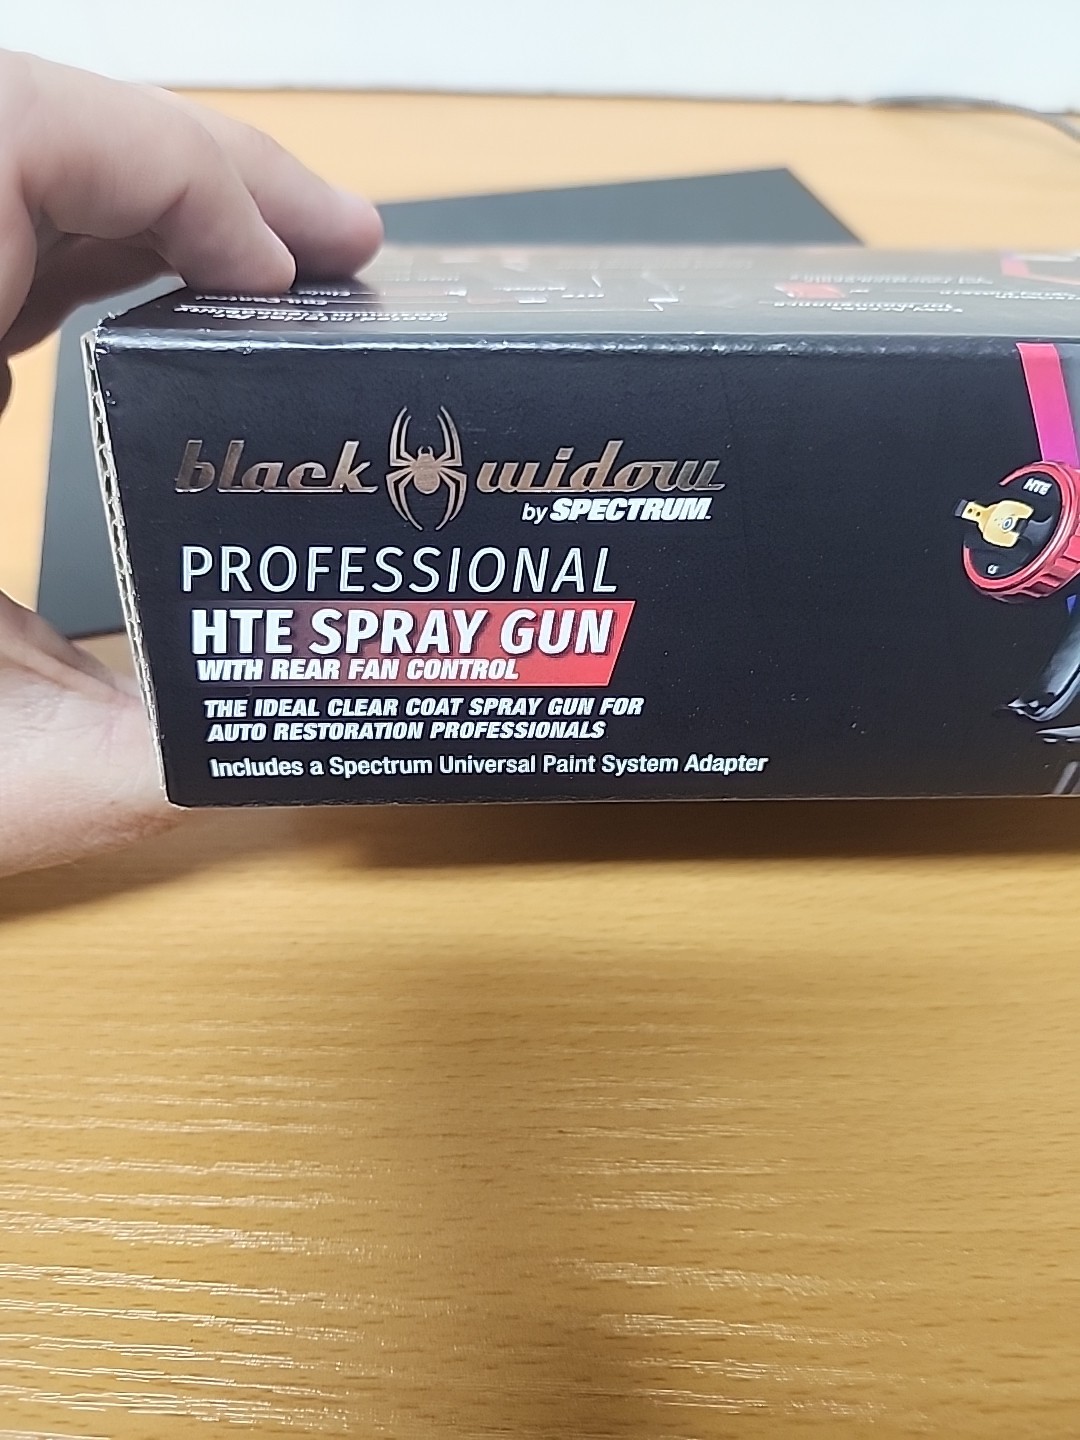 black widow
by SPECTRUM.
PROFESSIONAL
HTE SPRAY GUN
WITH REAR FAN CONTROL
THE IDEAL CLEAR COAT SPRAY GUN FOR
AUTO RESTORATION PROFESSIONALS
Includes a Spectrum Universal Paint System Adapter
HTE